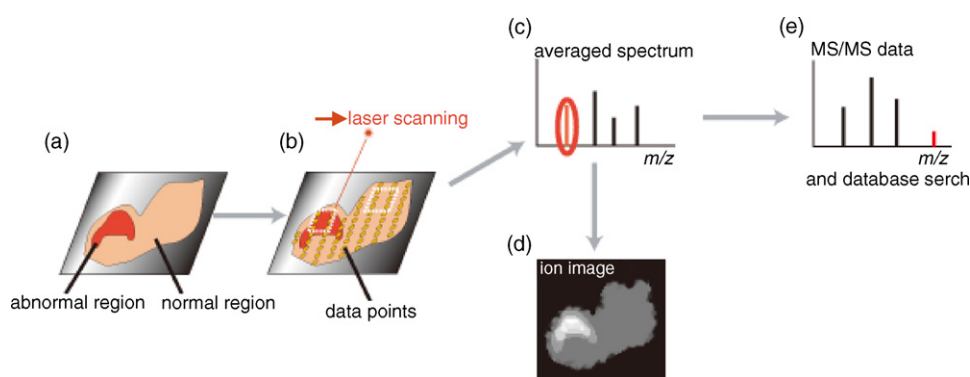 (a)
abnormal region
normal region
(b)
laser scanning
data points
(c)
averaged spectrum
m/z
(d)
ion image
(e)
MS/MS data
m/z
and database serch